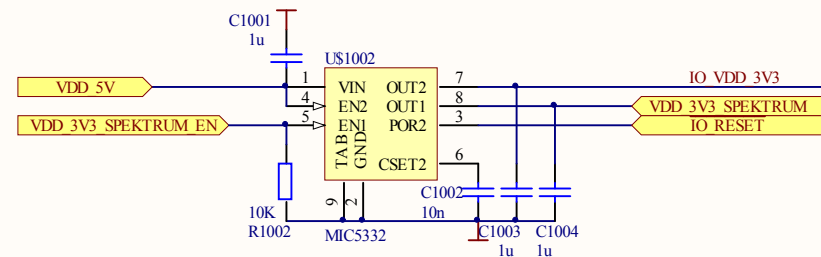 C1001
1u
U$1002
VDD_5V
1
VIN
OUT2
7
IO_VDD_3V3
4
EN2
OUT1
8
VDD_3V3_SPEKTRUM
VDD_3V3_SPEKTRUM_EN
5
EN1
POR2
3
IO_RESET
TAB
GND
CSET2
6
9
2
10K
R1002
MIC5332
C1002
10n
C1003
1u
C1004
1u